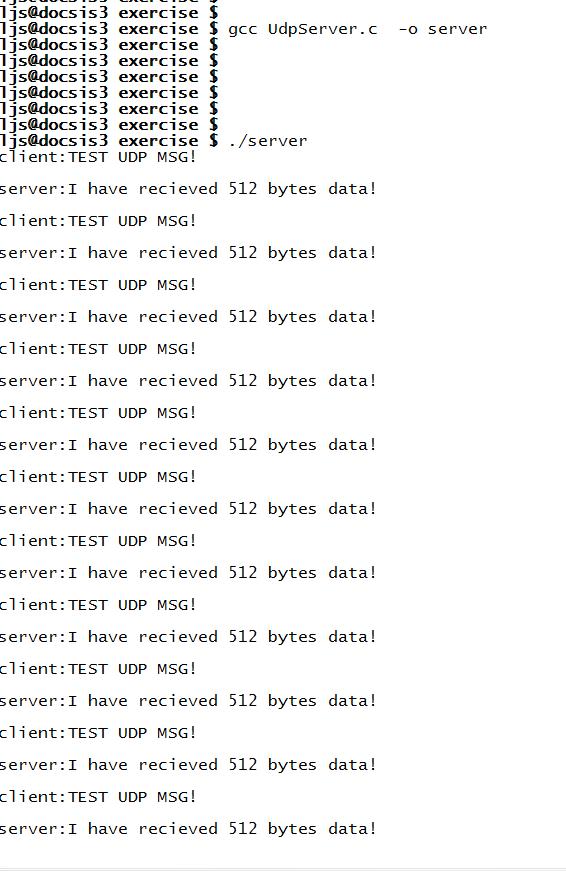 ljs@docsis3 exercise $
ljs@docsis3 exercise $ gcc UdpServer.c  -o server
ljs@docsis3 exercise $
ljs@docsis3 exercise $
ljs@docsis3 exercise $
ljs@docsis3 exercise $
ljs@docsis3 exercise $
ljs@docsis3 exercise $
ljs@docsis3 exercise $ ./server
client:TEST UDP MSG!
server:I have recieved 512 bytes data!
client:TEST UDP MSG!
server:I have recieved 512 bytes data!
client:TEST UDP MSG!
server:I have recieved 512 bytes data!
client:TEST UDP MSG!
server:I have recieved 512 bytes data!
client:TEST UDP MSG!
server:I have recieved 512 bytes data!
client:TEST UDP MSG!
server:I have recieved 512 bytes data!
client:TEST UDP MSG!
server:I have recieved 512 bytes data!
client:TEST UDP MSG!
server:I have recieved 512 bytes data!
client:TEST UDP MSG!
server:I have recieved 512 bytes data!
client:TEST UDP MSG!
server:I have recieved 512 bytes data!
client:TEST UDP MSG!
server:I have recieved 512 bytes data!